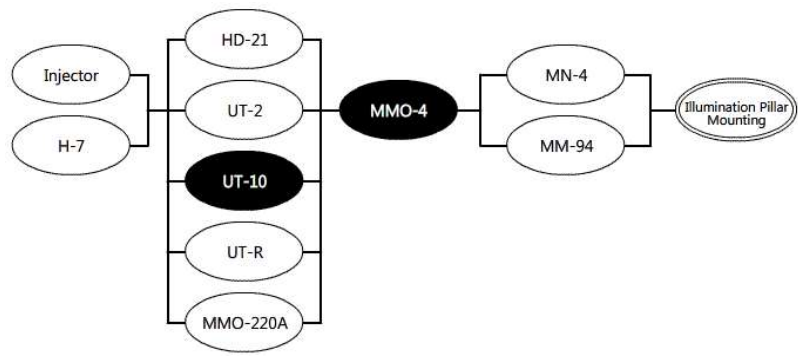 Injector
H-7
HD-21
UT-2
UT-10
UT-R
MMO-220A
MMO-4
MN-4
MM-94
Illumination Pillar
Mounting